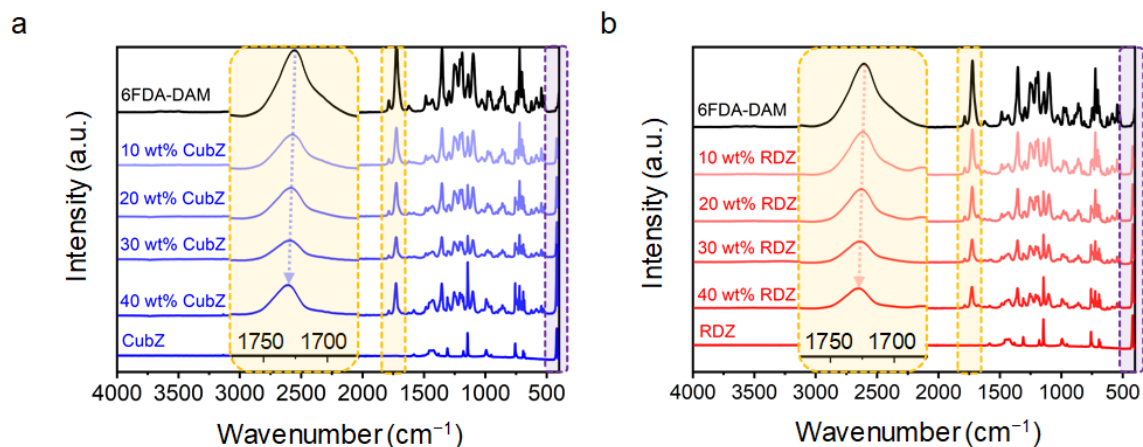 a
Intensity (a.u.)
6FDA-DAM
10 wt% CubZ
20 wt% CubZ
30 wt% CubZ
40 wt% CubZ
CubZ
1750 1700
4000 3500 3000 2500 2000 1500 1000 500
Wavenumber (cm⁻¹)
b
Intensity (a.u.)
6FDA-DAM
10 wt% RDZ
20 wt% RDZ
30 wt% RDZ
40 wt% RDZ
RDZ
1750 1700
4000 3500 3000 2500 2000 1500 1000 500
Wavenumber (cm⁻¹)